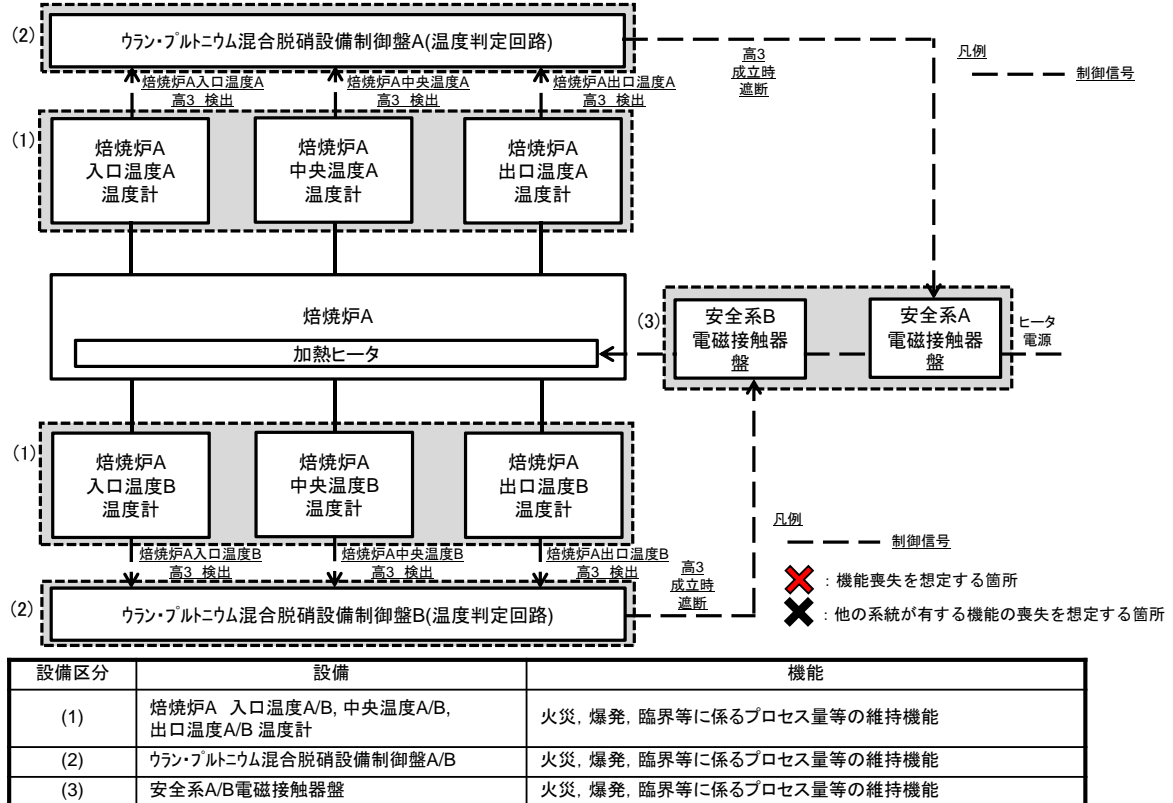 (2)
ウラン・プルトニウム混合脱硝設備制御盤A(温度判定回路)
高3
成立時
遮断
凡例
制御信号
焙焼炉A入口温度A
高3 検出
焙焼炉A中央温度A
高3 検出
焙焼炉A出口温度A
高3 検出
(1)
焙焼炉A
入口温度A
温度計
焙焼炉A
中央温度A
温度計
焙焼炉A
出口温度A
温度計
焙焼炉A
加熱ヒータ
(3)
安全系B
電磁接触器
盤
安全系A
電磁接触器
盤
ヒータ
電源
(1)
焙焼炉A
入口温度B
温度計
焙焼炉A
中央温度B
温度計
焙焼炉A
出口温度B
温度計
焙焼炉A入口温度B
高3 検出
焙焼炉A中央温度B
高3 検出
焙焼炉A出口温度B
高3 検出
(2)
ウラン・プルトニウム混合脱硝設備制御盤B(温度判定回路)
高3
成立時
遮断
凡例
制御信号
：機能喪失を想定する箇所
：他の系統が有する機能の喪失を想定する箇所
設備区分 設備 機能
(1) 焙焼炉A 入口温度A/B, 中央温度A/B,
出口温度A/B 温度計 火災, 爆発, 臨界等に係るプロセス量等の維持機能
(2) ウラン・プルトニウム混合脱硝設備制御盤A/B 火災, 爆発, 臨界等に係るプロセス量等の維持機能
(3) 安全系A/B電磁接触器盤 火災, 爆発, 臨界等に係るプロセス量等の維持機能